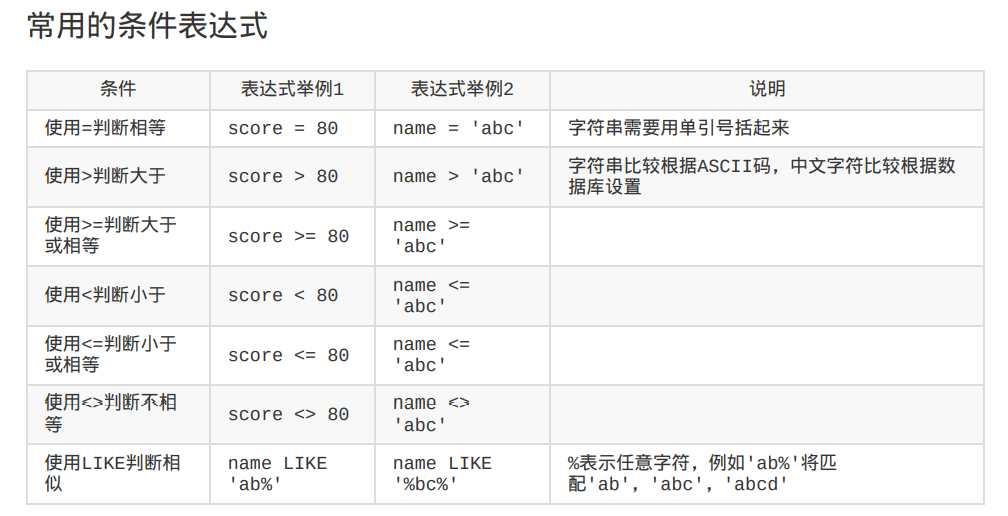 常用的条件表达式
条件 表达式举例1 表达式举例2 说明
使用=判断相等 score = 80 name = 'abc' 字符串需要用单引号括起来
使用>判断大于 score > 80 name > 'abc' 字符串比较根据ASCII码，中文字符比较根据数
据库设置
使用>=判断大于
或相等 score >= 80 name >=
'abc'
使用<判断小于 score < 80 name <=
'abc'
使用<=判断小于
或相等 score <= 80 name <=
'abc'
使用<>判断不相
等 score <> 80 name <>
'abc'
使用LIKE判断相
似 name LIKE
'ab%' name LIKE
'%bc%' %表示任意字符，例如'ab%'将匹
配'ab'，'abc'，'abcd'